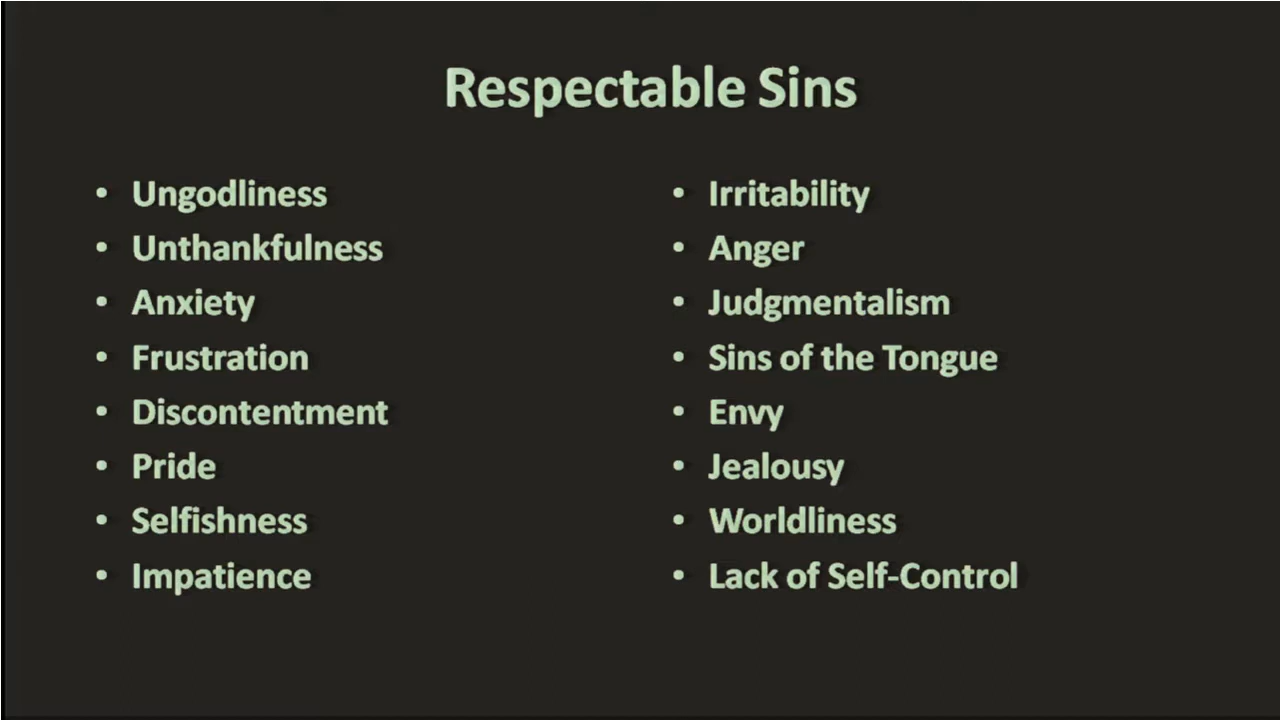 Respectable Sins
• Ungodliness
• Unthankfulness
• Anxiety
• Frustration
• Discontentment
• Pride
• Selfishness
• Impatience
• Irritability
• Anger
• Judgmentalism
• Sins of the Tongue
• Envy
• Jealousy
• Worldliness
• Lack of Self-Control